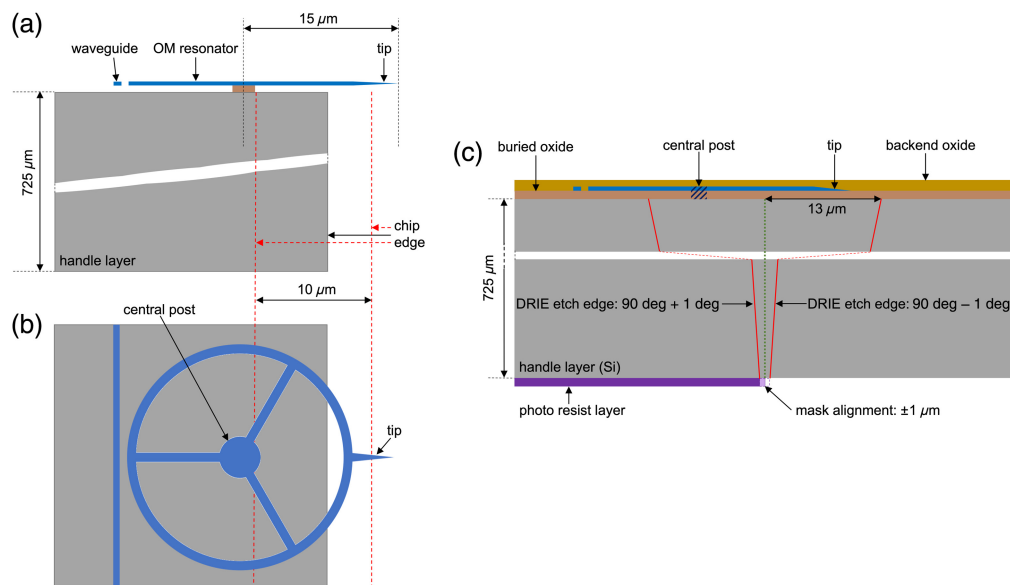 (a)
15 µm
waveguide
OM resonator
tip
725 µm
chip
edge
handle layer
10 µm
(b)
central post
tip
(c)
buried oxide
central post
tip
backend oxide
13 µm
725 µm
DRIE etch edge: 90 deg + 1 deg
DRIE etch edge: 90 deg – 1 deg
handle layer (Si)
photo resist layer
mask alignment: ±1 µm